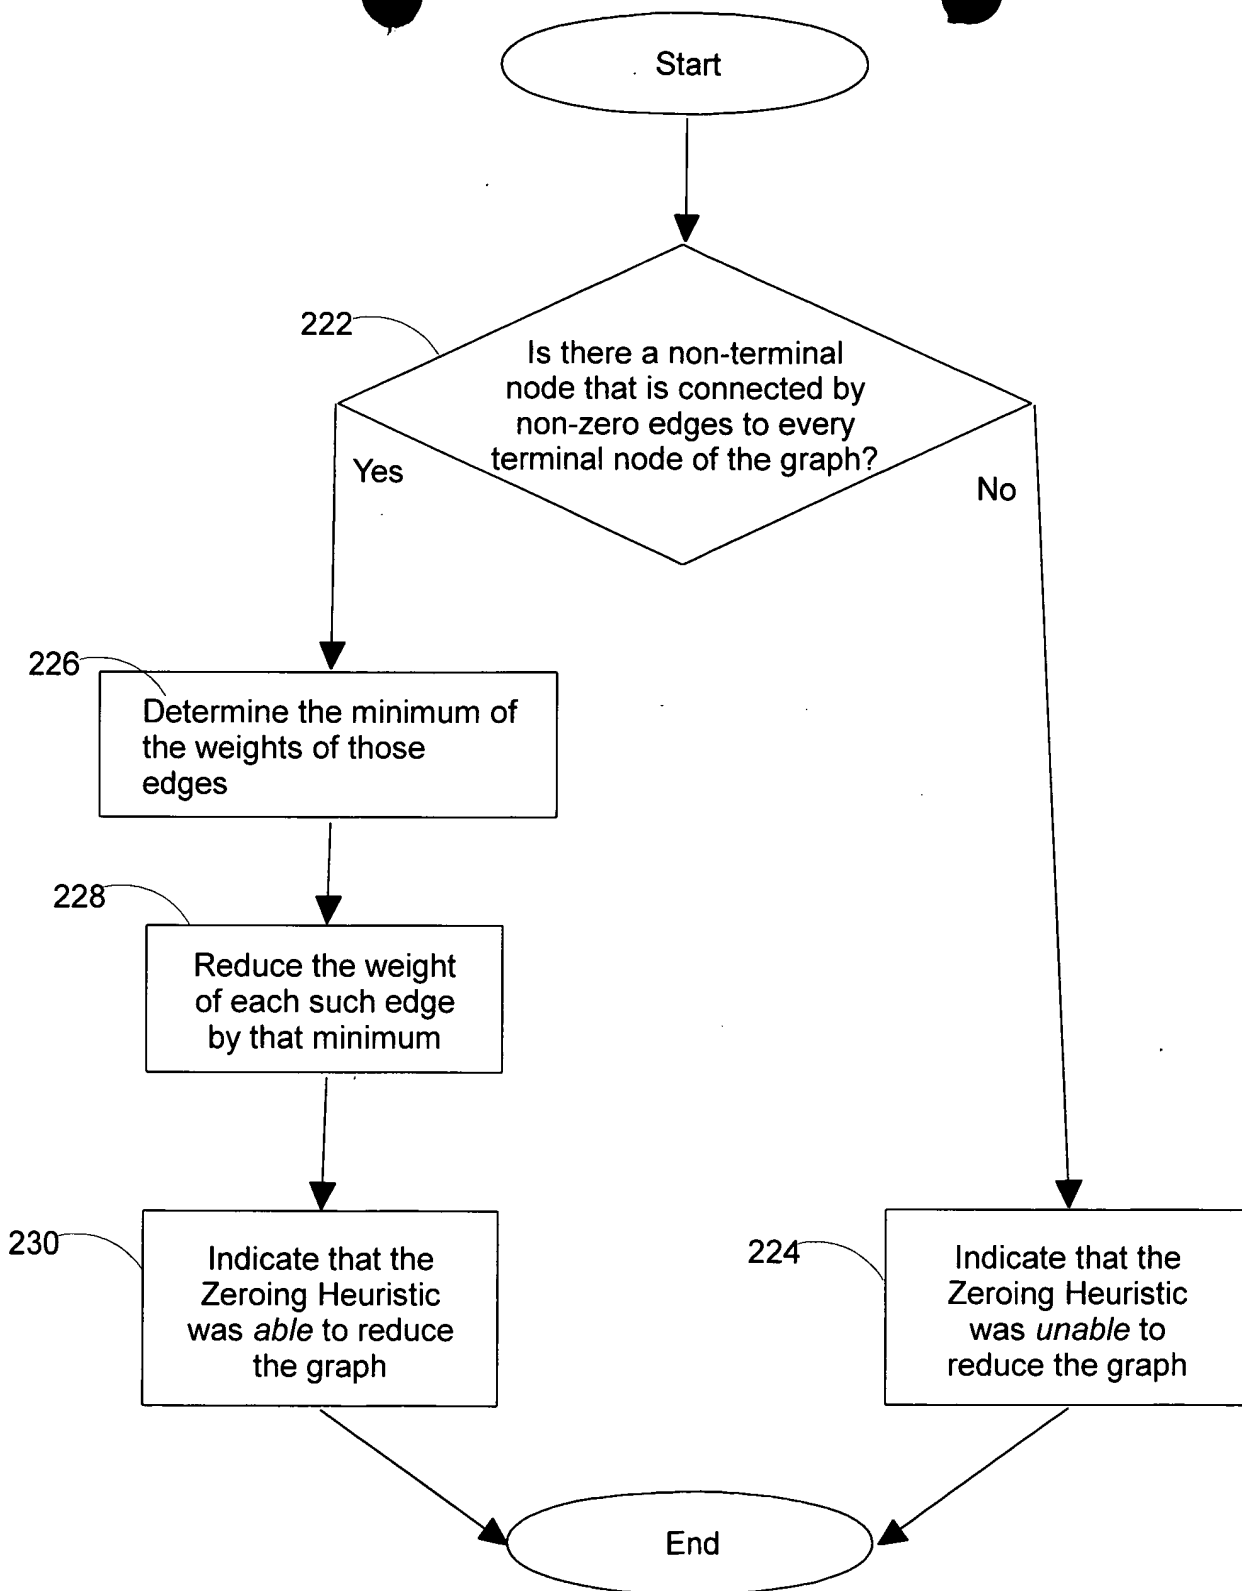 Start
222
Is there a non-terminal
node that is connected by
non-zero edges to every
terminal node of the graph?
Yes
No
226
Determine the minimum of
the weights of those
edges
228
Reduce the weight
of each such edge
by that minimum
230
Indicate that the
Zeroing Heuristic
was able to reduce
the graph
224
Indicate that the
Zeroing Heuristic
was unable to
reduce the graph
End